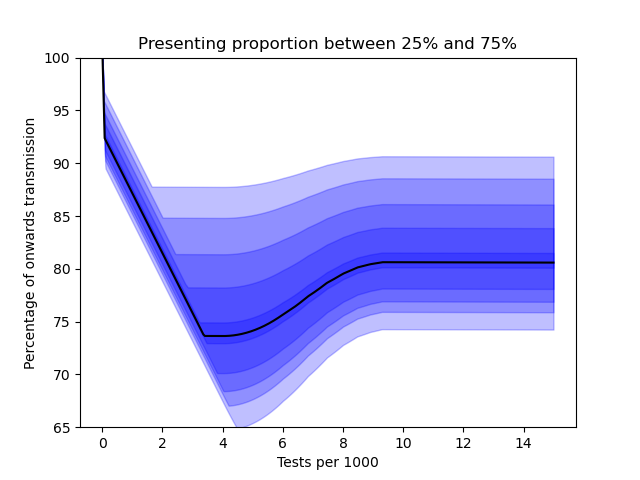 Presenting proportion between 25% and 75%
Percentage of onwards transmission
100
95
90
85
80
75
70
65
0 2 4 6 8 10 12 14
Tests per 1000